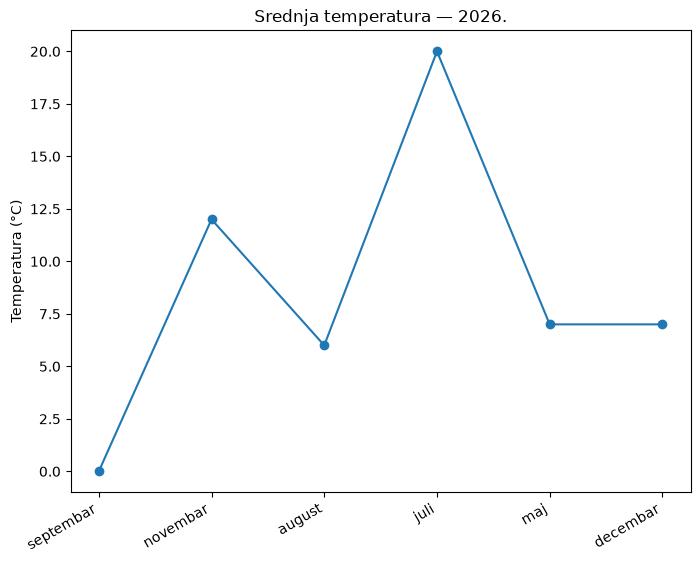 Srednja temperatura — 2026.
Temperatura (°C)
20.0
17.5
15.0
12.5
10.0
7.5
5.0
2.5
0.0
septembar
novembar
august
juli
maj
decembar